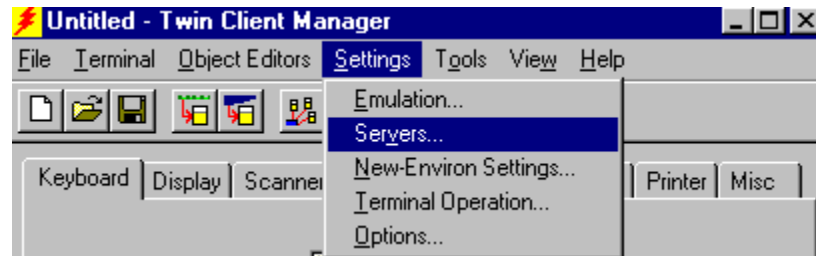 Untitled - Twin Client Manager
File Terminal Object Editors Settings Tools View Help
Emulation...
Servers...
New-Environ Settings...
Terminal Operation...
Options...
Keyboard Display Scanner Printer Misc